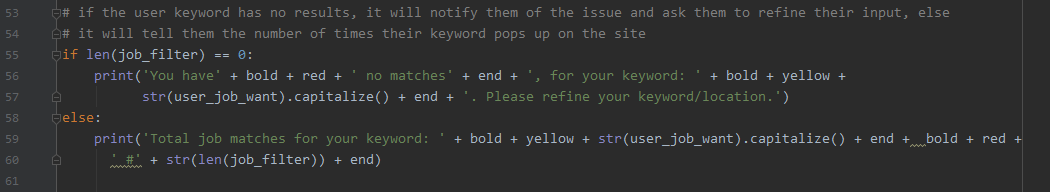 53 # if the user keyword has no results, it will notify them of the issue and ask them to refine their input, else
54 # it will tell them the number of times their keyword pops up on the site
55 if len(job_filter) == 0:
56     print('You have' + bold + red + ' no matches' + end + ', for your keyword: ' + bold + yellow +
57           str(user_job_want).capitalize() + end + '. Please refine your keyword/location.')
58 else:
59     print('Total job matches for your keyword: ' + bold + yellow + str(user_job_want).capitalize() + end +  bold + red +
60       ' #' + str(len(job_filter)) + end)
61